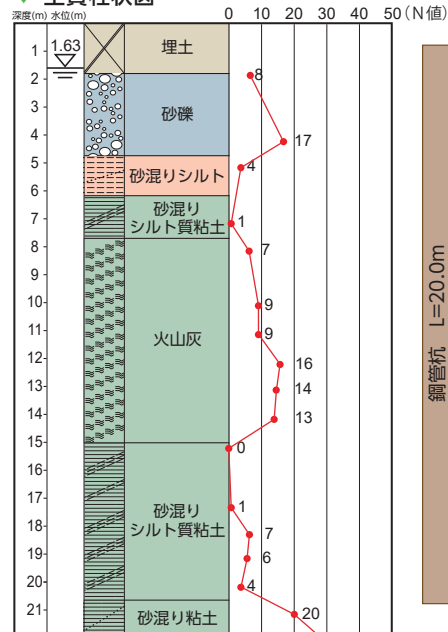 土質柱状図
深度(m) 水位(m)
0 10 20 30 40 50 (N値)
1 1.63 埋土
2 8
3 砂礫
4 17
5 4
砂混りシルト
6
7 砂混り
シルト質粘土 1
8 7
9
10 9
11 火山灰 9
12 16
13 14
14 13
15 0
16
17 1
砂混り
シルト質粘土
18 7
19 6
20 4
21 砂混り粘土 20
鋼管杭 L=20.0m